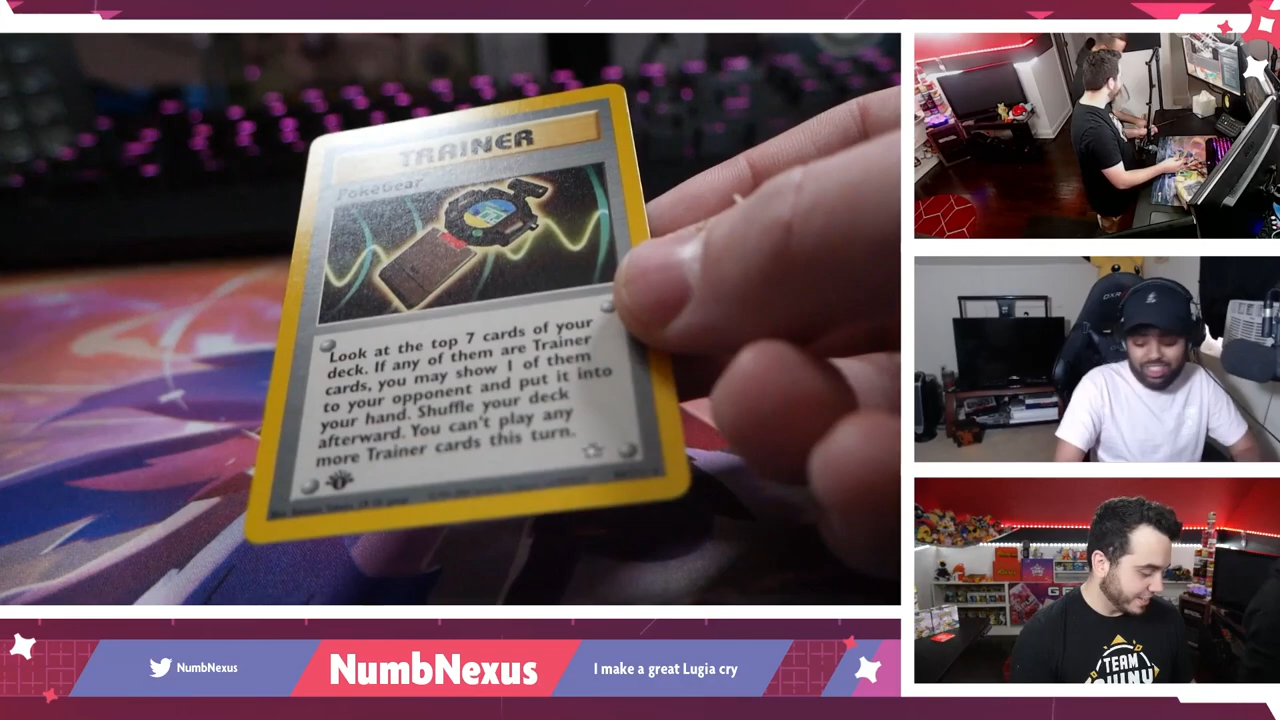 TRAINER
PokéGear
Look at the top 7 cards of your
deck. If any of them are Trainer
cards, you may show 1 of them
to your opponent and put it into
your hand. Shuffle your deck
afterward. You can't play any
more Trainer cards this turn.
1
DXR
TEAM
NumbNexus
NumbNexus
I make a great Lugia cry